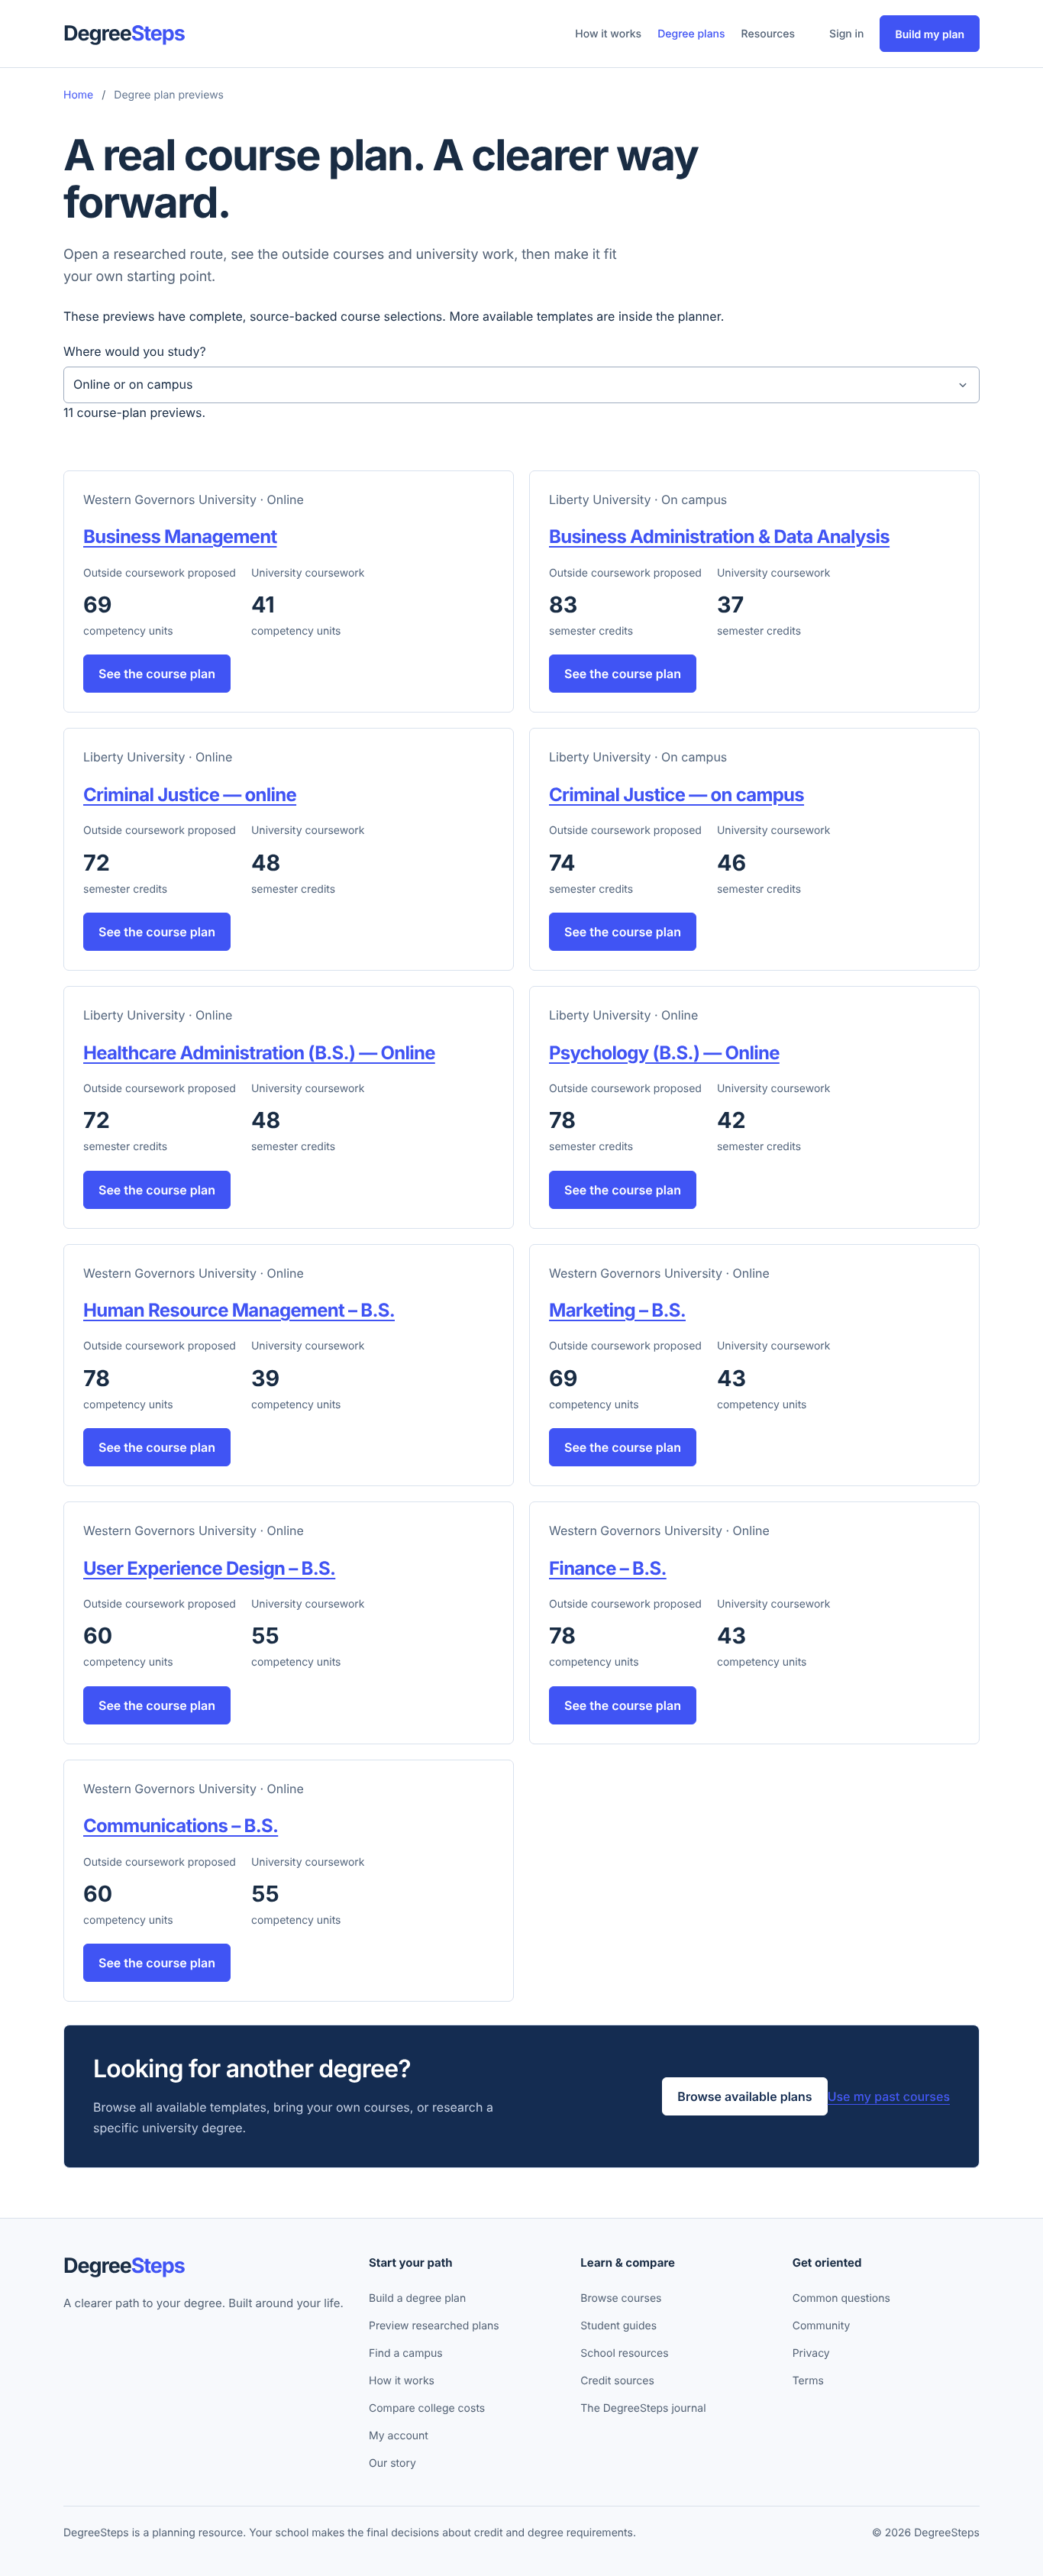 DegreeSteps
How it works
Degree plans
Resources
Sign in
Build my plan
Home / Degree plan previews
A real course plan. A clearer way
forward.
Open a researched route, see the outside courses and university work, then make it fit
your own starting point.
These previews have complete, source-backed course selections. More available templates are inside the planner.
Where would you study?
Online or on campus
11 course-plan previews.
Western Governors University · Online
Business Management
Outside coursework proposed
69
competency units
University coursework
41
competency units
See the course plan
Liberty University · On campus
Business Administration & Data Analysis
Outside coursework proposed
83
semester credits
University coursework
37
semester credits
See the course plan
Liberty University · Online
Criminal Justice — online
Outside coursework proposed
72
semester credits
University coursework
48
semester credits
See the course plan
Liberty University · On campus
Criminal Justice — on campus
Outside coursework proposed
74
semester credits
University coursework
46
semester credits
See the course plan
Liberty University · Online
Healthcare Administration (B.S.) — Online
Outside coursework proposed
72
semester credits
University coursework
48
semester credits
See the course plan
Liberty University · Online
Psychology (B.S.) — Online
Outside coursework proposed
78
semester credits
University coursework
42
semester credits
See the course plan
Western Governors University · Online
Human Resource Management – B.S.
Outside coursework proposed
78
competency units
University coursework
39
competency units
See the course plan
Western Governors University · Online
Marketing – B.S.
Outside coursework proposed
69
competency units
University coursework
43
competency units
See the course plan
Western Governors University · Online
User Experience Design – B.S.
Outside coursework proposed
60
competency units
University coursework
55
competency units
See the course plan
Western Governors University · Online
Finance – B.S.
Outside coursework proposed
78
competency units
University coursework
43
competency units
See the course plan
Western Governors University · Online
Communications – B.S.
Outside coursework proposed
60
competency units
University coursework
55
competency units
See the course plan
Looking for another degree?
Browse all available templates, bring your own courses, or research a
specific university degree.
Browse available plans
Use my past courses
DegreeSteps
A clearer path to your degree. Built around your life.
Start your path
Build a degree plan
Preview researched plans
Find a campus
How it works
Compare college costs
My account
Our story
Learn & compare
Browse courses
Student guides
School resources
Credit sources
The DegreeSteps journal
Get oriented
Common questions
Community
Privacy
Terms
DegreeSteps is a planning resource. Your school makes the final decisions about credit and degree requirements.
© 2026 DegreeSteps